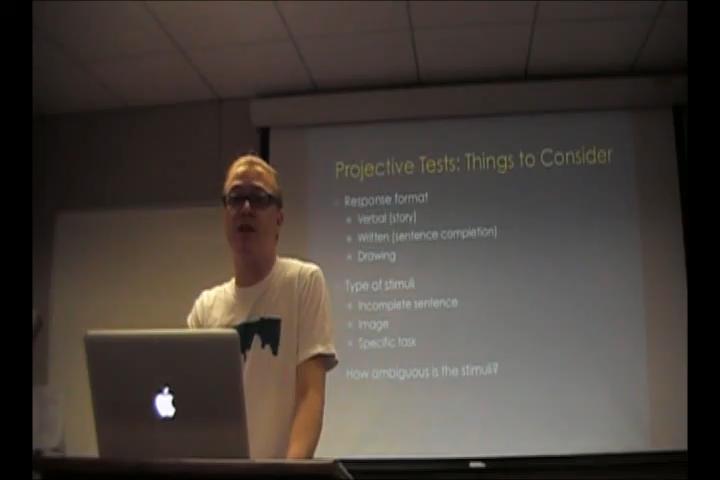 Projective Tests: Things to Consider
Response format
Verbal (story)
Written (sentence completion)
Drawing
Type of stimuli
Incomplete sentence
Image
Specific task
How ambiguous is the stimuli?